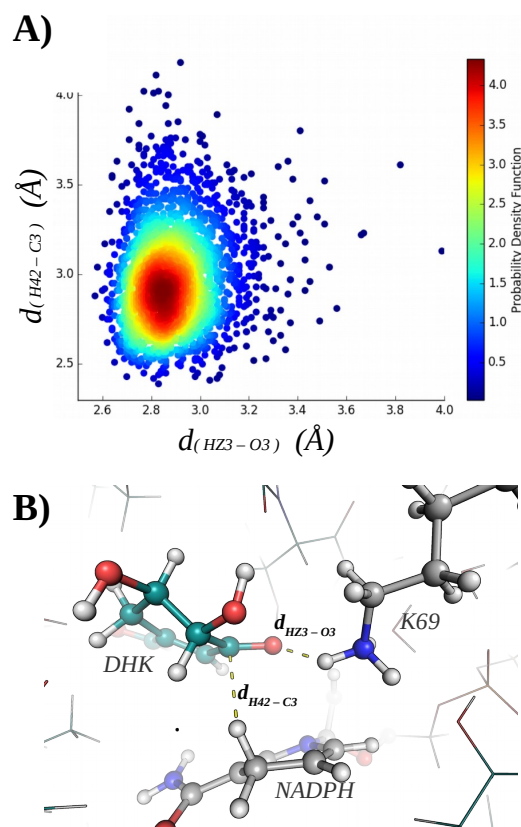 A)
4.0
3.5
3.0
2.5
d(H42 – C3) (Å)
2.6 2.8 3.0 3.2 3.4 3.6 3.8 4.0
d(HZ3 – O3) (Å)
4.0
3.5
3.0
2.5
2.0
1.5
1.0
0.5
Probability Density Function
B)
dHZ3 – O3
K69
DHK
dH42 – C3
NADPH